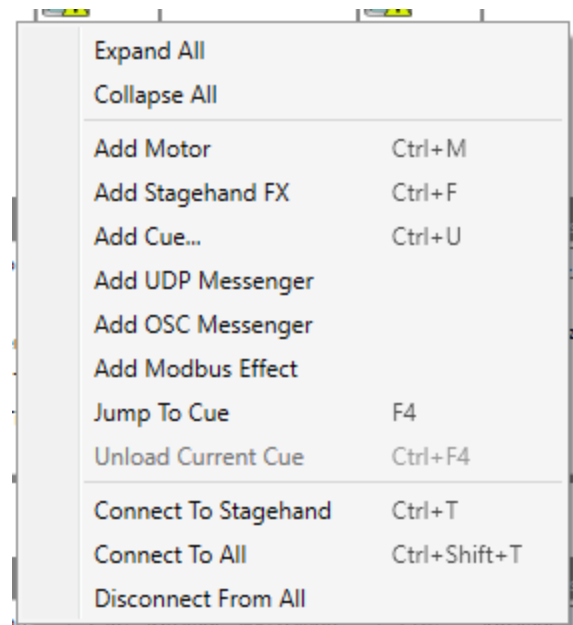 Expand All
Collapse All
Add Motor Ctrl+M
Add Stagehand FX Ctrl+F
Add Cue... Ctrl+U
Add UDP Messenger
Add OSC Messenger
Add Modbus Effect
Jump To Cue F4
Unload Current Cue Ctrl+F4
Connect To Stagehand Ctrl+T
Connect To All Ctrl+Shift+T
Disconnect From All